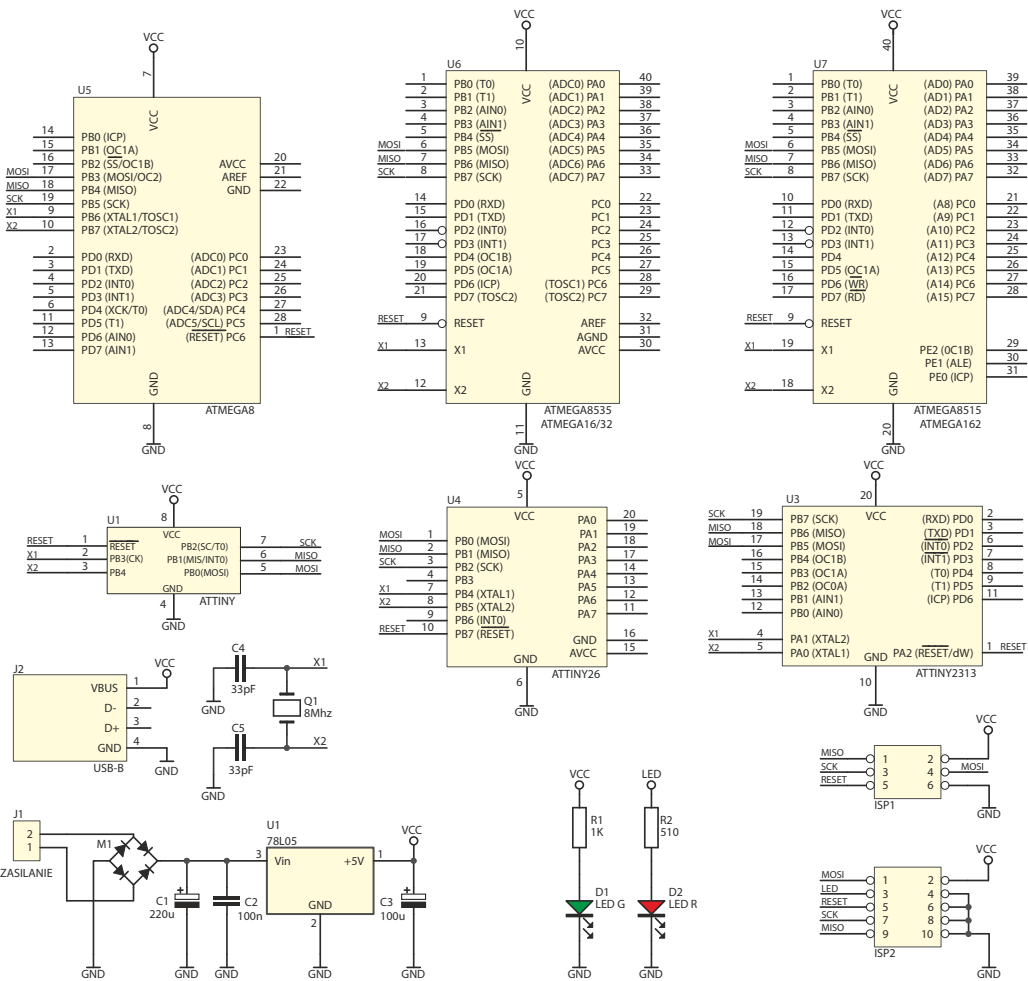 VCC
7
U5
VCC
14 PB0 (ICP)
15 PB1 (OC1A)
16 PB2 (SS/OC1B)
MOSI 17 PB3 (MOSI/OC2)
MISO 18 PB4 (MISO)
SCK 19 PB5 (SCK)
X1 9 PB6 (XTAL1/TOSC1)
X2 10 PB7 (XTAL2/TOSC2)
AVCC 20
AREF 21
GND 22
2 PD0 (RXD) (ADC0) PC0 23
3 PD1 (TXD) (ADC1) PC1 24
4 PD2 (INT0) (ADC2) PC2 25
5 PD3 (INT1) (ADC3) PC3 26
6 PD4 (XCK/T0) (ADC4/SDA) PC4 27
11 PD5 (T1) (ADC5/SCL) PC5 28
12 PD6 (AIN0) (RESET) PC6 1 RESET
13 PD7 (AIN1)
GND
ATMEGA8
8
GND
VCC
10
U6
VCC
1 PB0 (T0) (ADC0) PA0 40
2 PB1 (T1) (ADC1) PA1 39
3 PB2 (AIN0) (ADC2) PA2 38
4 PB3 (AIN1) (ADC3) PA3 37
5 PB4 (SS) (ADC4) PA4 36
MOSI 6 PB5 (MOSI) (ADC5) PA5 35
MISO 7 PB6 (MISO) (ADC6) PA6 34
SCK 8 PB7 (SCK) (ADC7) PA7 33
14 PD0 (RXD) PC0 22
15 PD1 (TXD) PC1 23
16 PD2 (INT0) PC2 24
17 PD3 (INT1) PC3 25
18 PD4 (OC1B) PC4 26
19 PD5 (OC1A) PC5 27
20 PD6 (ICP) (TOSC1) PC6 28
21 PD7 (TOSC2) (TOSC2) PC7 29
RESET 9 RESET AREF 32
AGND 31
X1 13 X1 AVCC 30
X2 12 X2
GND
ATMEGA8535
ATMEGA16/32
11
GND
VCC
40
U7
VCC
1 PB0 (T0) (AD0) PA0 39
2 PB1 (T1) (AD1) PA1 38
3 PB2 (AIN0) (AD2) PA2 37
4 PB3 (AIN1) (AD3) PA3 36
5 PB4 (SS) (AD4) PA4 35
MOSI 6 PB5 (MOSI) (AD5) PA5 34
MISO 7 PB6 (MISO) (AD6) PA6 33
SCK 8 PB7 (SCK) (AD7) PA7 32
10 PD0 (RXD) (A8) PC0 21
11 PD1 (TXD) (A9) PC1 22
12 PD2 (INT0) (A10) PC2 23
13 PD3 (INT1) (A11) PC3 24
14 PD4 (A12) PC4 25
15 PD5 (OC1A) (A13) PC5 26
16 PD6 (WR) (A14) PC6 27
17 PD7 (RD) (A15) PC7 28
RESET 9 RESET
X1 19 X1 PE2 (0C1B) 29
PE1 (ALE) 30
PE0 (ICP) 31
X2 18 X2
GND
ATMEGA8515
ATMEGA162
20
GND
VCC
8
U1
VCC
RESET 1 RESET PB2(SC/T0) 7 SCK
X1 2 PB3(CK) PB1(MIS/INT0) 6 MISO
X2 3 PB4 PB0(MOSI) 5 MOSI
GND
ATTINY
4
GND
VCC
5
U4
VCC
MOSI 1 PB0 (MOSI)
MISO 2 PB1 (MISO)
SCK 3 PB2 (SCK)
4 PB3
X1 7 PB4 (XTAL1)
X2 8 PB5 (XTAL2)
9 PB6 (INT0)
RESET 10 PB7 (RESET)
PA0 20
PA1 19
PA2 18
PA3 17
PA4 14
PA5 13
PA6 12
PA7 11
GND 16
AVCC 15
GND
ATTINY26
6
GND
VCC
20
U3
VCC
SCK 19 PB7 (SCK) (RXD) PD0 2
MISO 18 PB6 (MISO) (TXD) PD1 3
MOSI 17 PB5 (MOSI) (INT0) PD2 6
16 PB4 (OC1B) (INT1) PD3 7
15 PB3 (OC1A) (T0) PD4 8
14 PB2 (OC0A) (T1) PD5 9
13 PB1 (AIN1) (ICP) PD6 11
12 PB0 (AIN0)
X1 4 PA1 (XTAL2)
X2 5 PA0 (XTAL1) GND PA2 (RESET/dW) 1 RESET
ATTINY2313
10
GND
J2
VCC
VBUS 1
D- 2
D+ 3
GND 4
USB-B
GND
C4
33pF
GND
X1
Q1
8Mhz
C5
33pF
GND
X2
MISO 1 2 VCC
SCK 3 4 MOSI
RESET 5 6
ISP1
GND
J1
2
1
ZASILANIE
M1
GND
C1
220u
+
GND
C2
100n
GND
U1
78L05
3 Vin +5V 1
GND
2
GND
VCC
C3
100u
+
GND
VCC
R1
1K
D1
LED G
GND
LED
R2
510
D2
LED R
GND
VCC
MOSI 1 2
LED 3 4
RESET 5 6
SCK 7 8
MISO 9 10
ISP2
GND